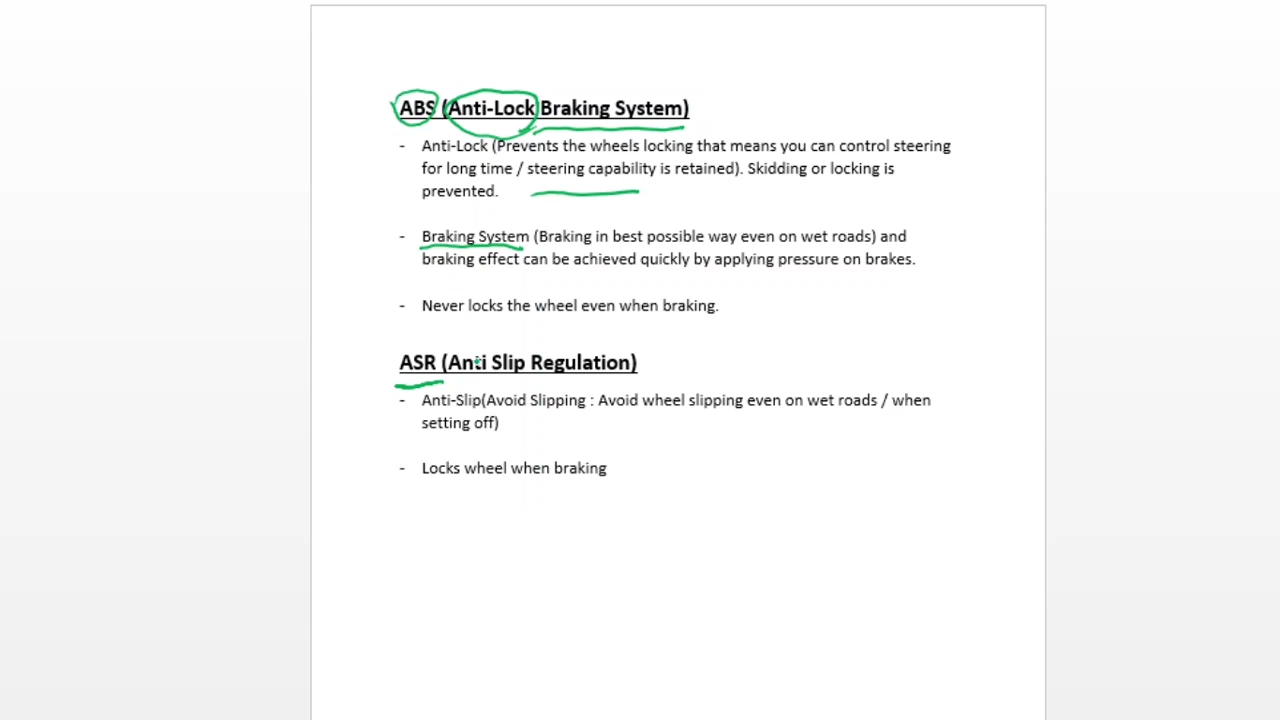 ABS (Anti-Lock Braking System)
- Anti-Lock (Prevents the wheels locking that means you can control steering
for long time / steering capability is retained). Skidding or locking is
prevented.
- Braking System (Braking in best possible way even on wet roads) and
braking effect can be achieved quickly by applying pressure on brakes.
- Never locks the wheel even when braking.
ASR (Anti Slip Regulation)
- Anti-Slip(Avoid Slipping : Avoid wheel slipping even on wet roads / when
setting off)
- Locks wheel when braking